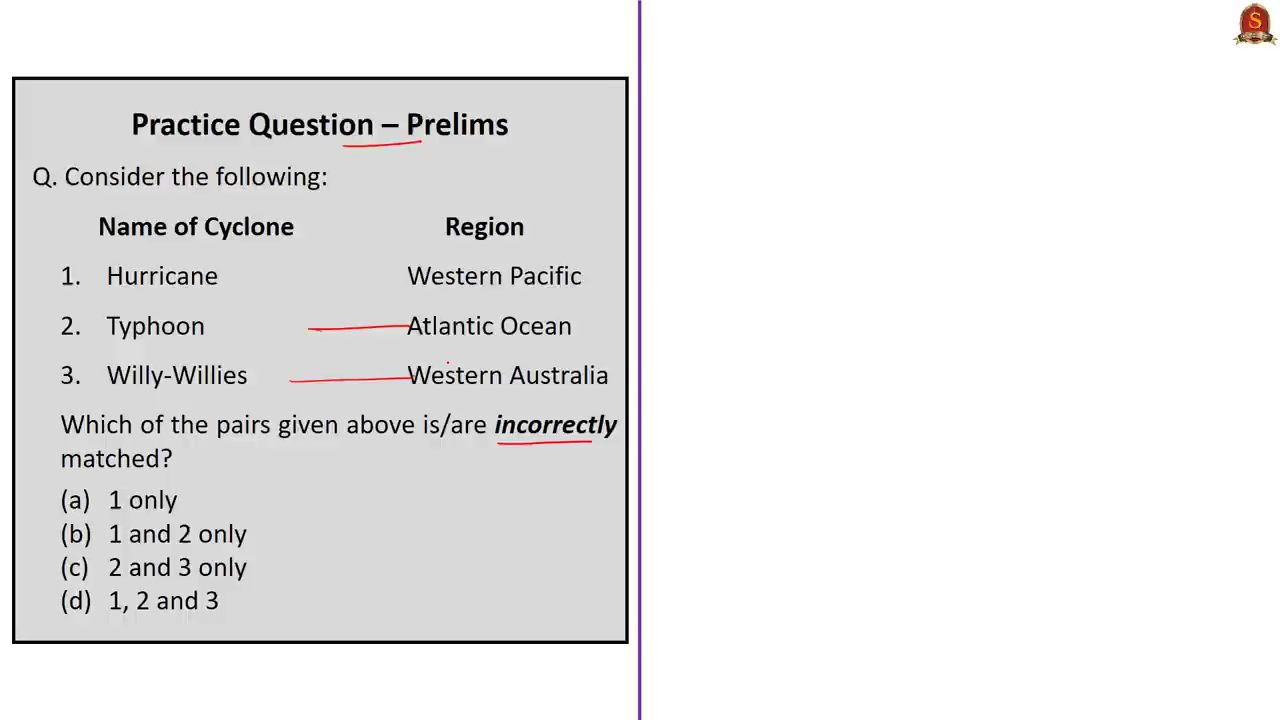 S
Practice Question – Prelims
Q. Consider the following:
Name of Cyclone Region
1. Hurricane Western Pacific
2. Typhoon Atlantic Ocean
3. Willy-Willies Western Australia
Which of the pairs given above is/are incorrectly
matched?
(a) 1 only
(b) 1 and 2 only
(c) 2 and 3 only
(d) 1, 2 and 3